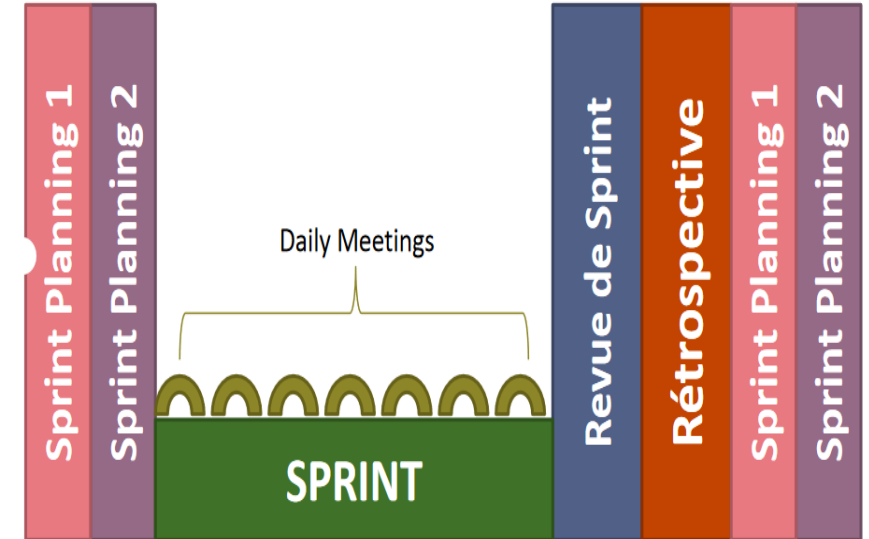 Sprint Planning 1
Sprint Planning 2
Daily Meetings
SPRINT
Revue de Sprint
Rétrospective
Sprint Planning 1
Sprint Planning 2